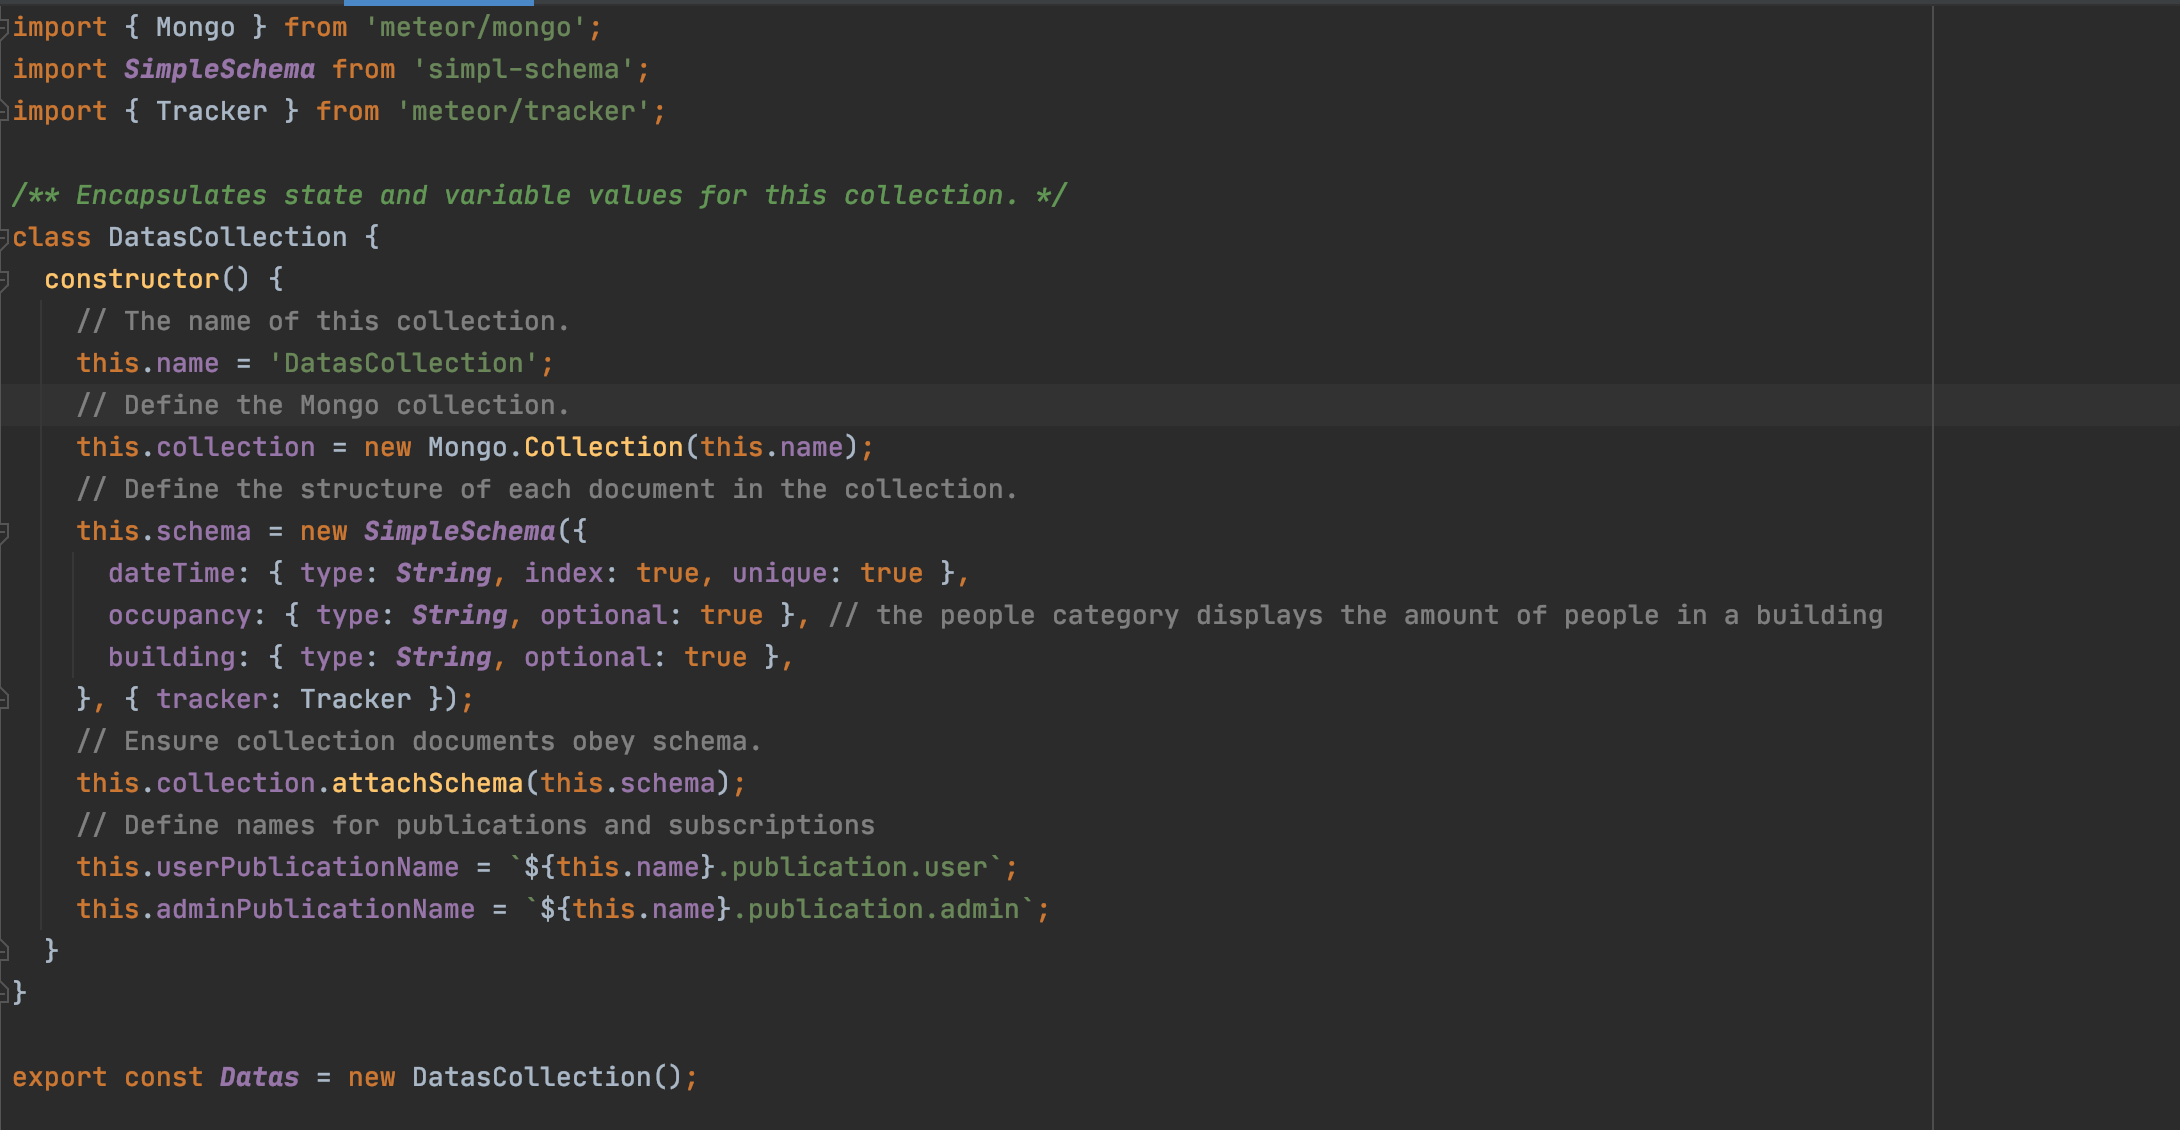 import { Mongo } from 'meteor/mongo';
import SimpleSchema from 'simpl-schema';
import { Tracker } from 'meteor/tracker';
/** Encapsulates state and variable values for this collection. */
class DatasCollection {
  constructor() {
    // The name of this collection.
    this.name = 'DatasCollection';
    // Define the Mongo collection.
    this.collection = new Mongo.Collection(this.name);
    // Define the structure of each document in the collection.
    this.schema = new SimpleSchema({
      dateTime: { type: String, index: true, unique: true },
      occupancy: { type: String, optional: true }, // the people category displays the amount of people in a building
      building: { type: String, optional: true },
    }, { tracker: Tracker });
    // Ensure collection documents obey schema.
    this.collection.attachSchema(this.schema);
    // Define names for publications and subscriptions
    this.userPublicationName = `${this.name}.publication.user`;
    this.adminPublicationName = `${this.name}.publication.admin`;
  }
}
export const Datas = new DatasCollection();